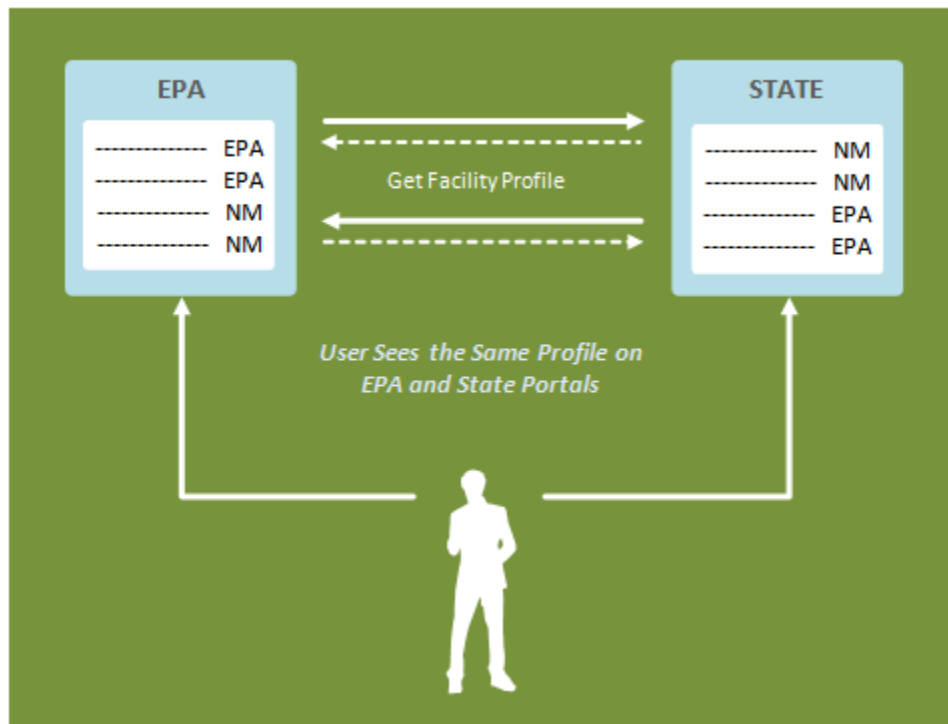 EPA
-------------- EPA
-------------- EPA
-------------- NM
-------------- NM
STATE
-------------- NM
-------------- NM
-------------- EPA
-------------- EPA
Get Facility Profile
User Sees the Same Profile on
EPA and State Portals